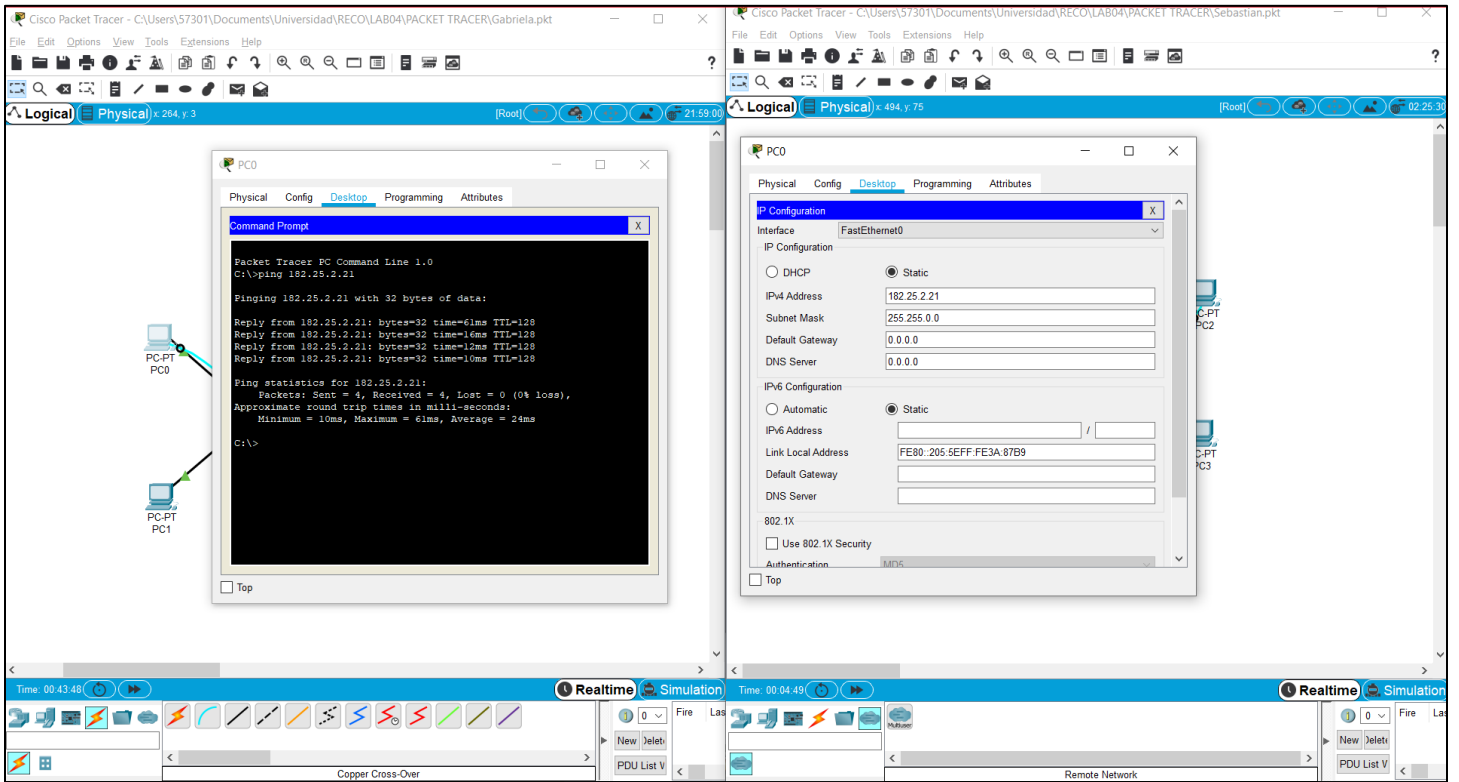 Cisco Packet Tracer - C:\Users\57301\Documents\Universidad\RECO\LAB04\PACKET TRACER\Gabriela.pkt
File Edit Options View Tools Extensions Help
?
Logical
Physical
x: 264, y: 3
[Root]
21:59:00
PC0
Physical Config Desktop Programming Attributes
Command Prompt
X
Packet Tracer PC Command Line 1.0
C:\>ping 182.25.2.21
Pinging 182.25.2.21 with 32 bytes of data:
Reply from 182.25.2.21: bytes=32 time=61ms TTL=128
Reply from 182.25.2.21: bytes=32 time=16ms TTL=128
Reply from 182.25.2.21: bytes=32 time=12ms TTL=128
Reply from 182.25.2.21: bytes=32 time=10ms TTL=128
Ping statistics for 182.25.2.21:
Packets: Sent = 4, Received = 4, Lost = 0 (0% loss),
Approximate round trip times in milli-seconds:
Minimum = 10ms, Maximum = 61ms, Average = 24ms
C:\>
Top
PC-PT
PC0
PC-PT
PC1
Time: 00:43:48
Realtime
Simulation
0
Fire Las
New Delete
PDU List W
Copper Cross-Over
Cisco Packet Tracer - C:\Users\57301\Documents\Universidad\RECO\LAB04\PACKET TRACER\Sebastian.pkt
File Edit Options View Tools Extensions Help
?
Logical
Physical
x: 494, y: 75
[Root]
02:25:30
PC0
Physical Config Desktop Programming Attributes
IP Configuration
X
Interface FastEthernet0
IP Configuration
DHCP Static
IPv4 Address 182.25.2.21
Subnet Mask 255.255.0.0
Default Gateway 0.0.0.0
DNS Server 0.0.0.0
IPv6 Configuration
Automatic Static
IPv6 Address /
Link Local Address FE80::205:5EFF:FE3A:87B9
Default Gateway
DNS Server
802.1X
Use 802.1X Security
Authentication MD5
Top
C-PT
PC2
C-PT
PC3
Time: 00:04:49
Realtime
Simulation
Multiuser
0
Fire Las
New Delete
PDU List W
Remote Network